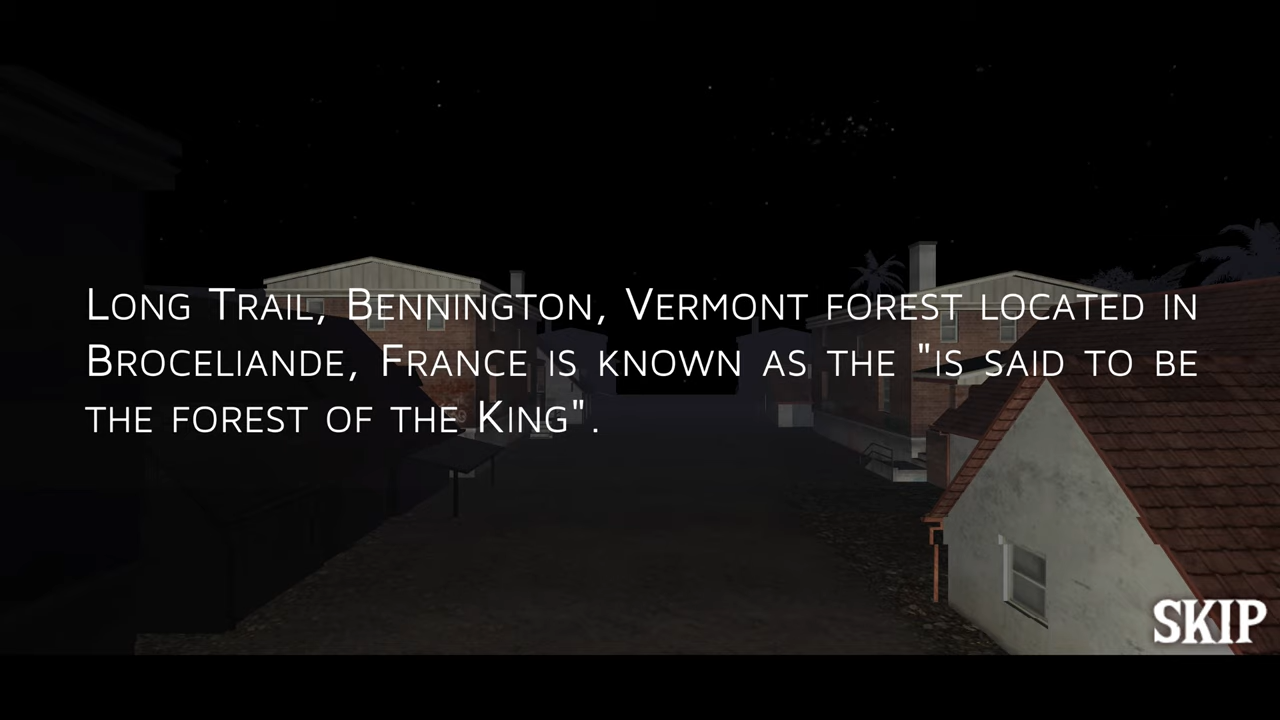 Long Trail, Bennington, Vermont forest located in
Broceliande, France is known as the "is said to be
the forest of the King".
SKIP